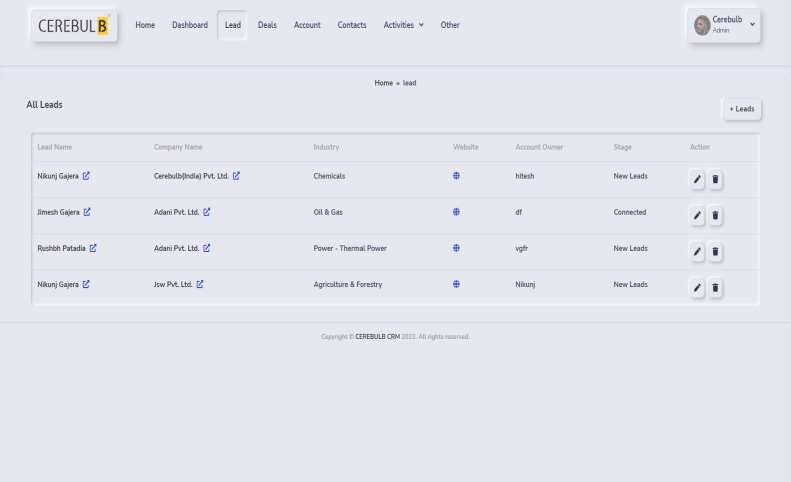 CEREBULB
Home Dashboard Lead Deals Account Contacts Activities Other
Cerebulb
Admin
Home » lead
All Leads
+ Leads
Lead Name Company Name Industry Website Account Owner Stage Action
Nikunj Gajera Cerebulb(India) Pvt. Ltd. Chemicals hitesh New Leads
Jimesh Gajera Adani Pvt. Ltd. Oil & Gas df Connected
Rushbh Patadia Adani Pvt. Ltd. Power - Thermal Power vgfr New Leads
Nikunj Gajera Jsw Pvt. Ltd. Agriculture & Forestry Nikunj New Leads
Copyright © CEREBULB CRM 2023. All rights reserved.